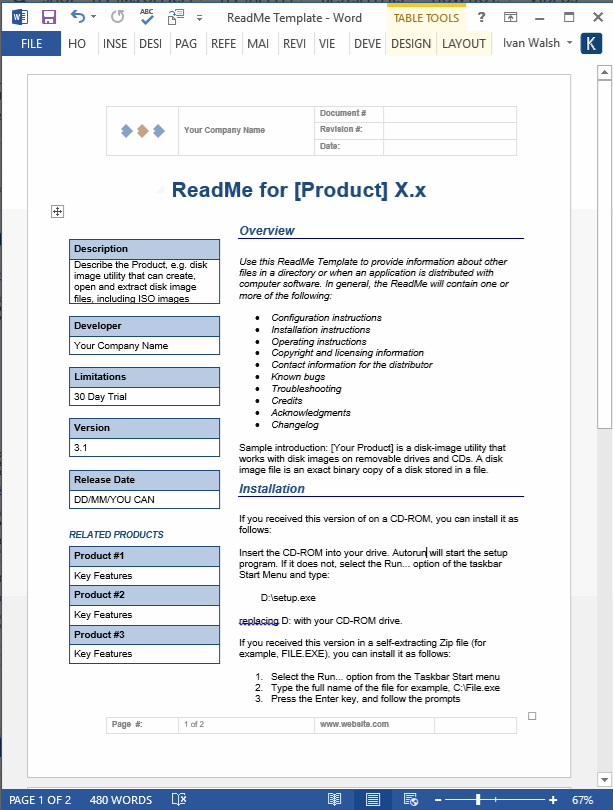 ReadMe Template - Word
TABLE TOOLS
?
FILE HO INSE DESI PAG REFE MAI REVI VIE DEVE DESIGN LAYOUT Ivan Walsh K
ABC
Your Company Name
Document #
Revision #:
Date:
ReadMe for [Product] X.x
Description
Describe the Product, e.g. disk
image utility that can create,
open and extract disk image
files, including ISO images
Developer
Your Company Name
Limitations
30 Day Trial
Version
3.1
Release Date
DD/MM/YOU CAN
RELATED PRODUCTS
Product #1
Key Features
Product #2
Key Features
Product #3
Key Features
Overview
Use this ReadMe Template to provide information about other
files in a directory or when an application is distributed with
computer software. In general, the ReadMe will contain one or
more of the following:
• Configuration instructions
• Installation instructions
• Operating instructions
• Copyright and licensing information
• Contact information for the distributor
• Known bugs
• Troubleshooting
• Credits
• Acknowledgments
• Changelog
Sample introduction: [Your Product] is a disk-image utility that
works with disk images on removable drives and CDs. A disk
image file is an exact binary copy of a disk stored in a file.
Installation
If you received this version of on a CD-ROM, you can install it as
follows:
Insert the CD-ROM into your drive. Autorun will start the setup
program. If it does not, select the Run... option of the taskbar
Start Menu and type:
D:\setup.exe
replacing D: with your CD-ROM drive.
If you received this version in a self-extracting Zip file (for
example, FILE.EXE), you can install it as follows:
1. Select the Run... option from the Taskbar Start menu
2. Type the full name of the file for example, C:\File.exe
3. Press the Enter key, and follow the prompts
Page #: 1 of 2 www.website.com
PAGE 1 OF 2 480 WORDS 67%